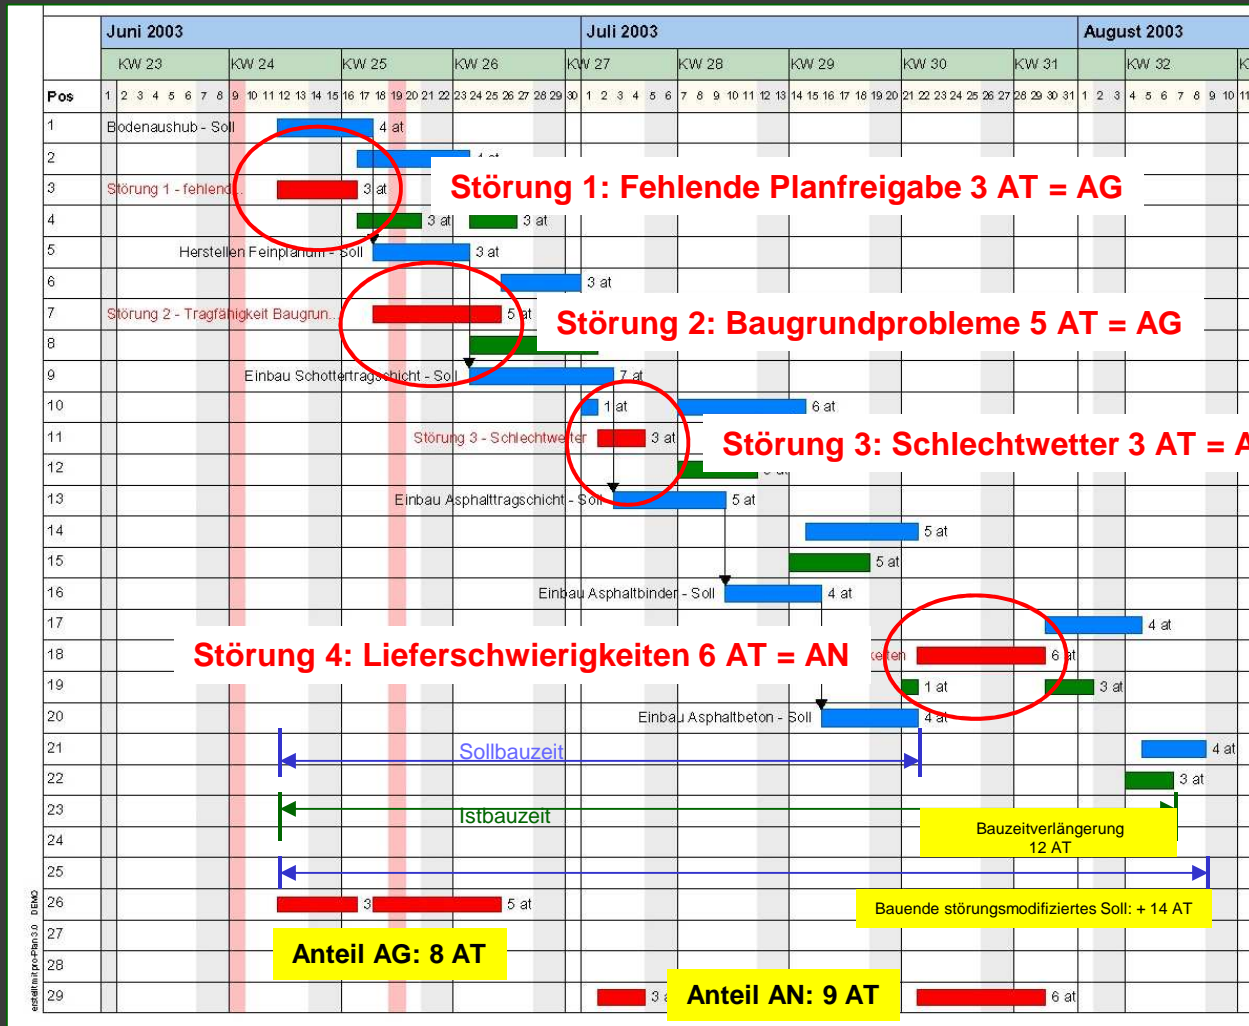 Juni 2003 Juli 2003 August 2003
KW 23 KW 24 KW 25 KW 26 KW 27 KW 28 KW 29 KW 30 KW 31 KW 32
Pos 1 2 3 4 5 6 7 8 9 10 11 12 13 14 15 16 17 18 19 20 21 22 23 24 25 26 27 28 29 30 1 2 3 4 5 6 7 8 9 10 11 12 13 14 15 16 17 18 19 20 21 22 23 24 25 26 27 28 29 30 31 1 2 3 4 5 6 7 8 9 10 11
1 Bodenaushub - Soll 4 at
2
3 Störung 1 - fehlend... 3 at Störung 1: Fehlende Planfreigabe 3 AT = AG
4 3 at 3 at
5 Herstellen Feinplanum - Soll 3 at
6 3 at
7 Störung 2 - Tragfähigkeit Baugrun... 5 at Störung 2: Baugrundprobleme 5 AT = AG
8
9 Einbau Schottertragschicht - Soll 7 at
10 1 at 6 at
11 Störung 3 - Schlechtwetter 3 at Störung 3: Schlechtwetter 3 AT =
12
13 Einbau Asphalttragschicht - Soll 5 at
14 5 at
15 5 at
16 Einbau Asphaltbinder - Soll 4 at
17 4 at
18 Störung 4: Lieferschwierigkeiten 6 AT = AN 6 at
19 1 at 3 at
20 Einbau Asphaltbeton - Soll 4 at
21 Sollbauzeit 4 at
22 3 at
23 Istbauzeit
Bauzeitverlängerung
12 AT
24
25
26 3 5 at Bauende störungsmodifiziertes Soll: + 14 AT
27
Anteil AG: 8 AT
28
29 3 Anteil AN: 9 AT 6 at
erstellt mit pro-Plan 3.0 DEMO